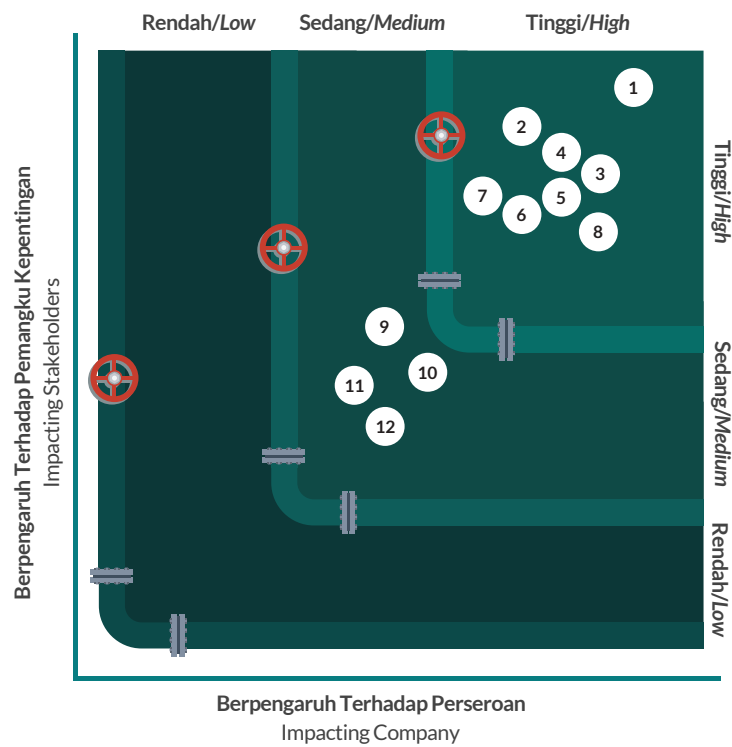 Rendah/Low
Sedang/Medium
Tinggi/High
1
2
4
3
7
5
6
8
9
10
11
12
Tinggi/High
Sedang/Medium
Rendah/Low
Berpengaruh Terhadap Pemangku Kepentingan
Impacting Stakeholders
Berpengaruh Terhadap Perseroan
Impacting Company